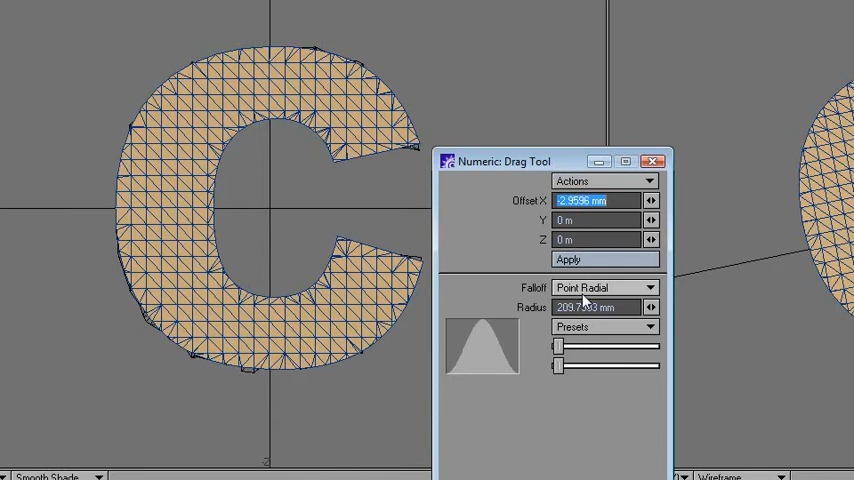 Numeric: Drag Tool
Actions
Offset X -2.9596 mm
Y 0 m
Z 0 m
Apply
Falloff Point Radial
Radius mm
Presets
Smooth Shade
Wireframe